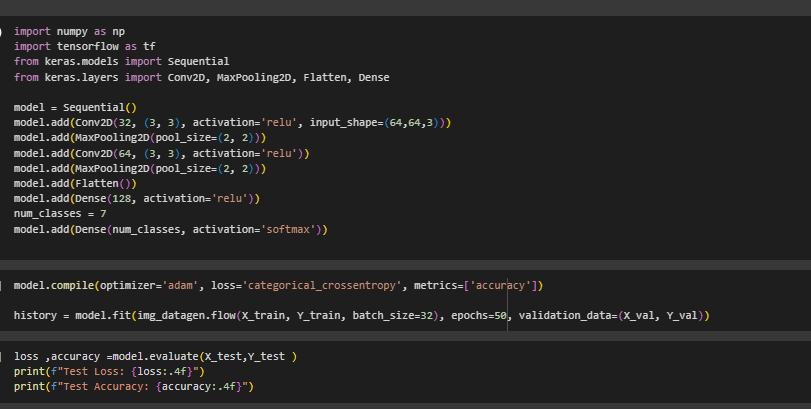 import numpy as np
import tensorflow as tf
from keras.models import Sequential
from keras.layers import Conv2D, MaxPooling2D, Flatten, Dense
model = Sequential()
model.add(Conv2D(32, (3, 3), activation='relu', input_shape=(64,64,3)))
model.add(MaxPooling2D(pool_size=(2, 2)))
model.add(Conv2D(64, (3, 3), activation='relu'))
model.add(MaxPooling2D(pool_size=(2, 2)))
model.add(Flatten())
model.add(Dense(128, activation='relu'))
num_classes = 7
model.add(Dense(num_classes, activation='softmax'))
model.compile(optimizer='adam', loss='categorical_crossentropy', metrics=['accuracy'])
history = model.fit(img_datagen.flow(X_train, Y_train, batch_size=32), epochs=50, validation_data=(X_val, Y_val))
loss ,accuracy =model.evaluate(X_test,Y_test )
print(f"Test Loss: {loss:.4f}")
print(f"Test Accuracy: {accuracy:.4f}")